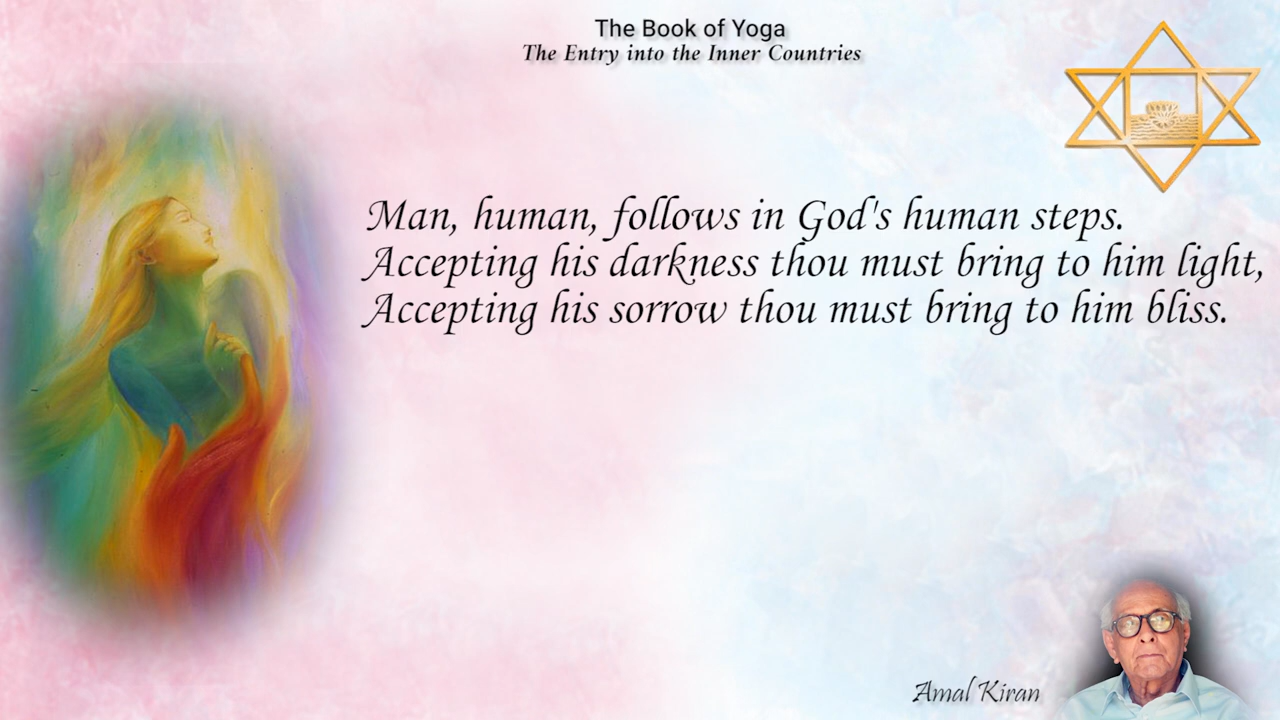 The Book of Yoga
The Entry into the Inner Countries
Man, human, follows in God's human steps.
Accepting his darkness thou must bring to him light,
Accepting his sorrow thou must bring to him bliss.
Amal Kiran